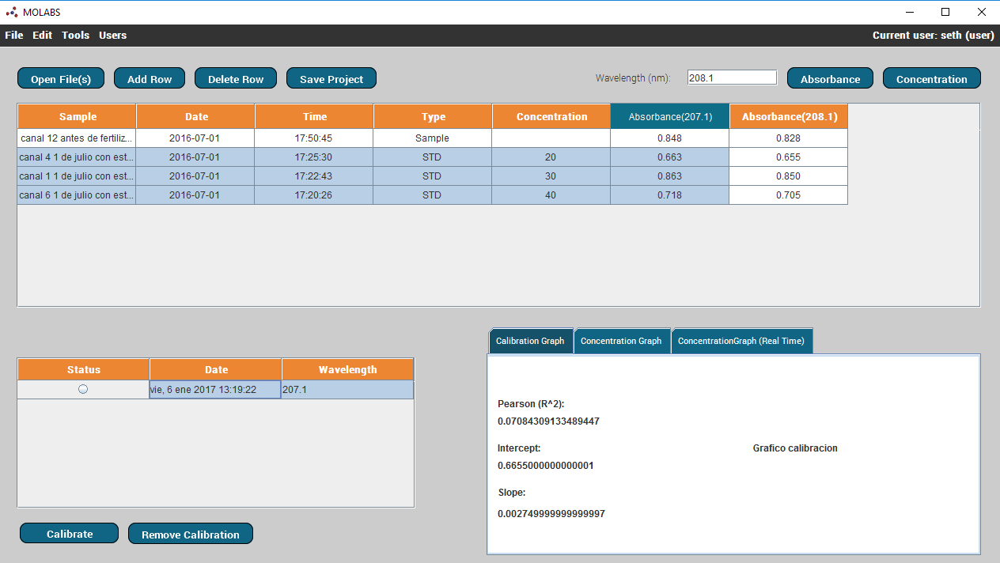 MOLABS
File Edit Tools Users Current user: seth (user)
Open File(s) Add Row Delete Row Save Project Wavelength (nm): 208.1 Absorbance Concentration
Sample Date Time Type Concentration Absorbance(207.1) Absorbance(208.1)
canal 12 antes de fertiliz... 2016-07-01 17:50:45 Sample 0.848 0.828
canal 4 1 de julio con est... 2016-07-01 17:25:30 STD 20 0.663 0.655
canal 1 1 de julio con est... 2016-07-01 17:22:43 STD 30 0.863 0.850
canal 6 1 de julio con est... 2016-07-01 17:20:26 STD 40 0.718 0.705
Status Date Wavelength
vie, 6 ene 2017 13:19:22 207.1
Calibrate Remove Calibration
Calibration Graph Concentration Graph ConcentrationGraph (Real Time)
Pearson (R^2):
0.07084309133489447
Intercept:
0.6655000000000001
Slope:
0.002749999999999997
Grafico calibracion